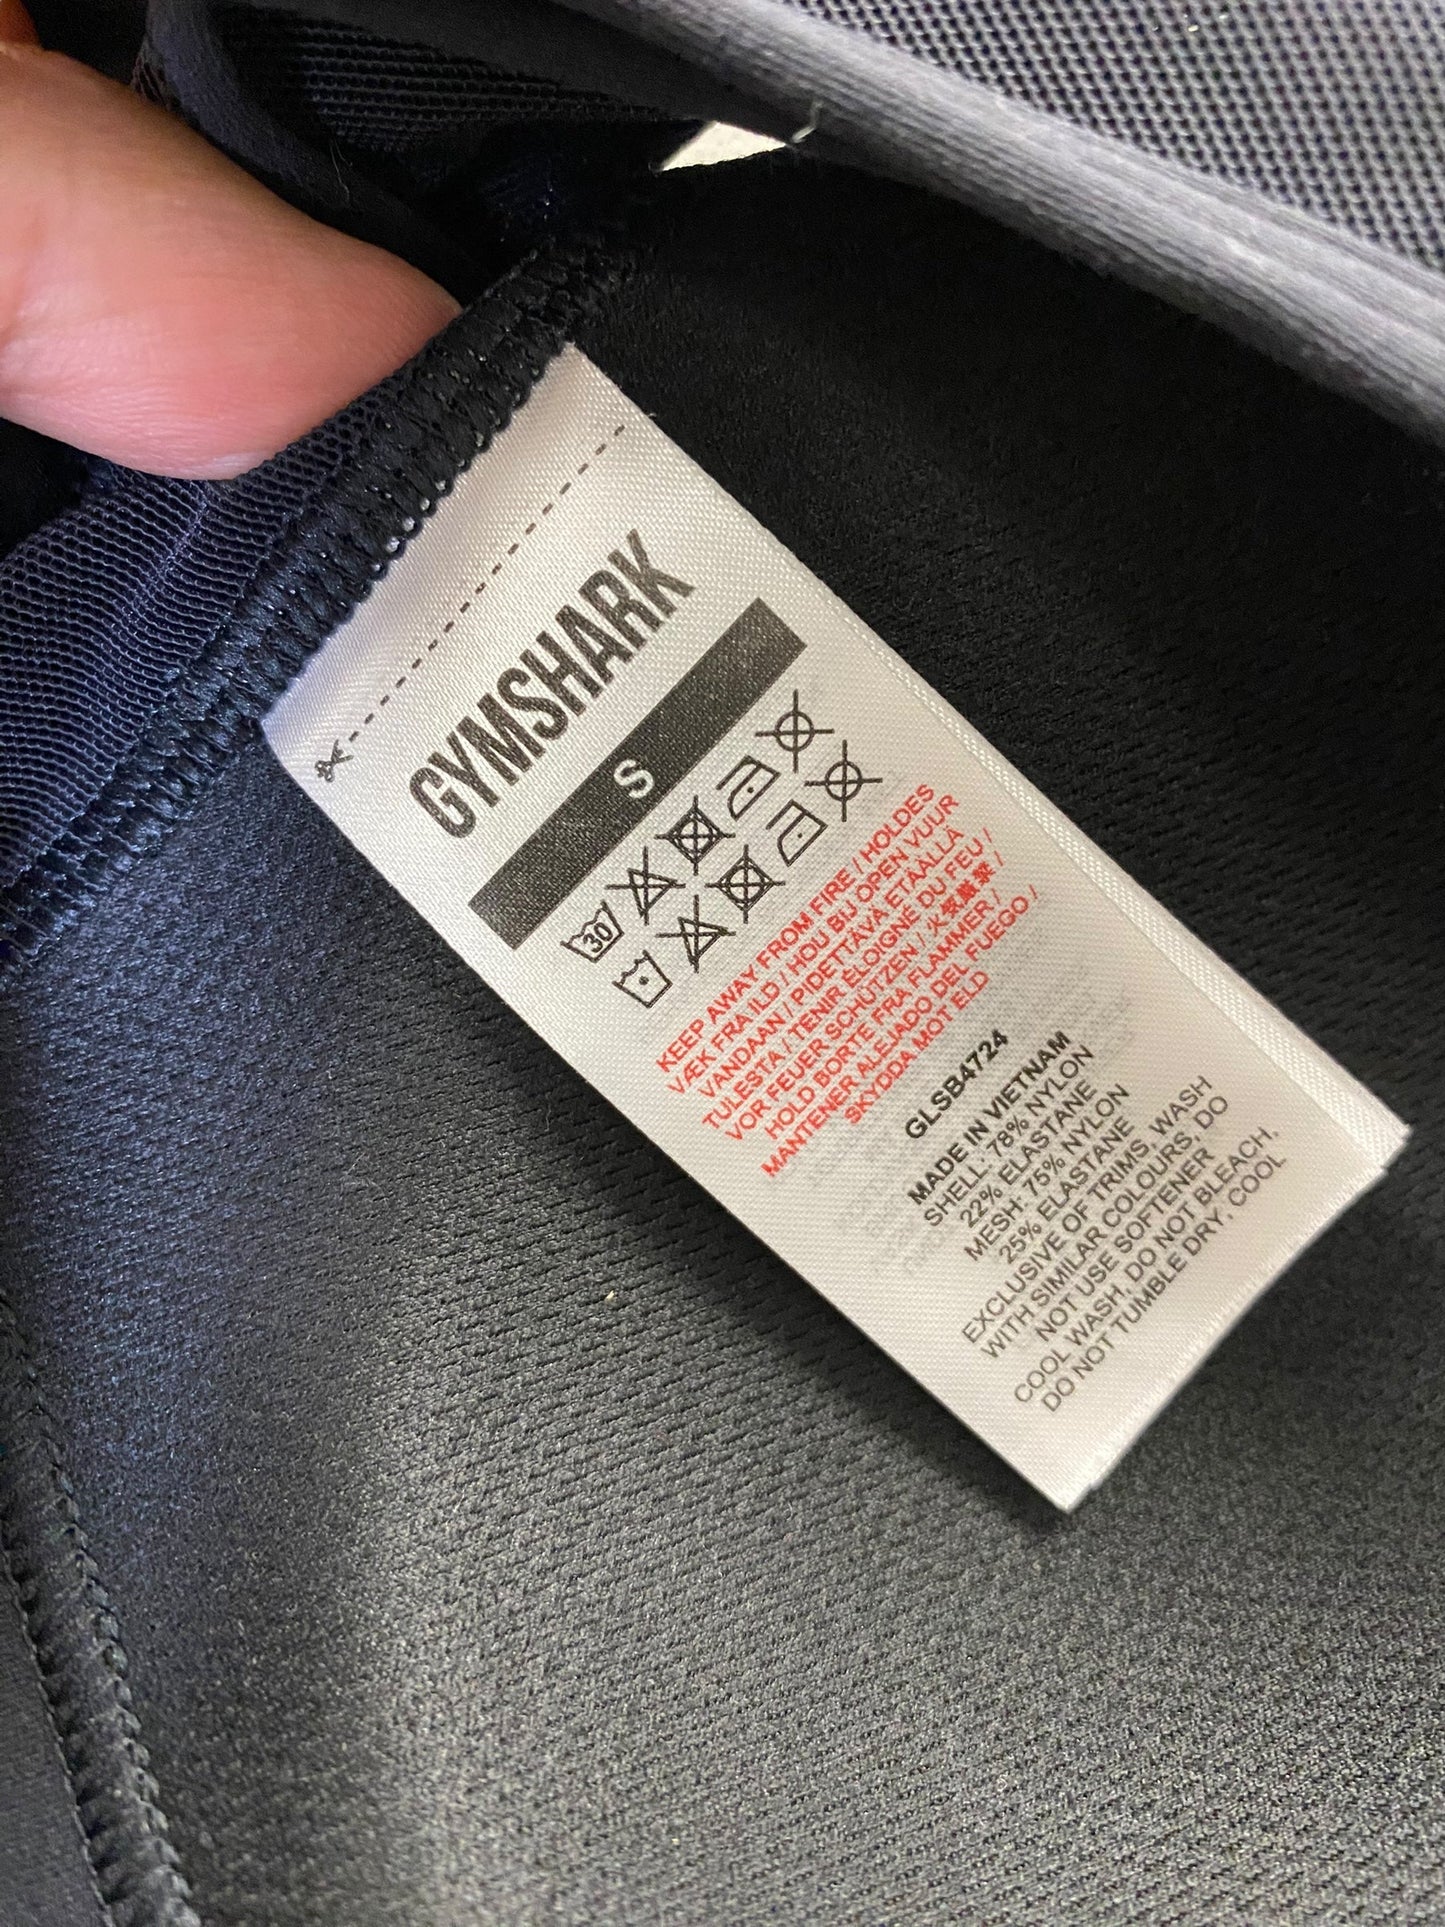 GYMSHARK
S
30
KEEP AWAY FROM FIRE / HOLDES
VÆK FRA ILD / HOU BIJ OPEN VUUR
VANDAAN / PIDETTÄVÄ ETÄÄLLÄ
TULESTA / TENIR ÉLOIGNÉ DU FEU /
VOR FEUER SCHÜTZEN / 火気厳禁 /
HOLD BORTE FRA FLAMMER /
MANTENER ALEJADO DEL FUEGO /
SKYDDA MOT ELD
GLSB4724
MADE IN VIETNAM
SHELL: 78% NYLON
22% ELASTANE
MESH: 75% NYLON
25% ELASTANE
EXCLUSIVE OF TRIMS. WASH
WITH SIMILAR COLOURS, DO
NOT USE SOFTENER
COOL WASH, DO NOT BLEACH,
DO NOT TUMBLE DRY, COOL